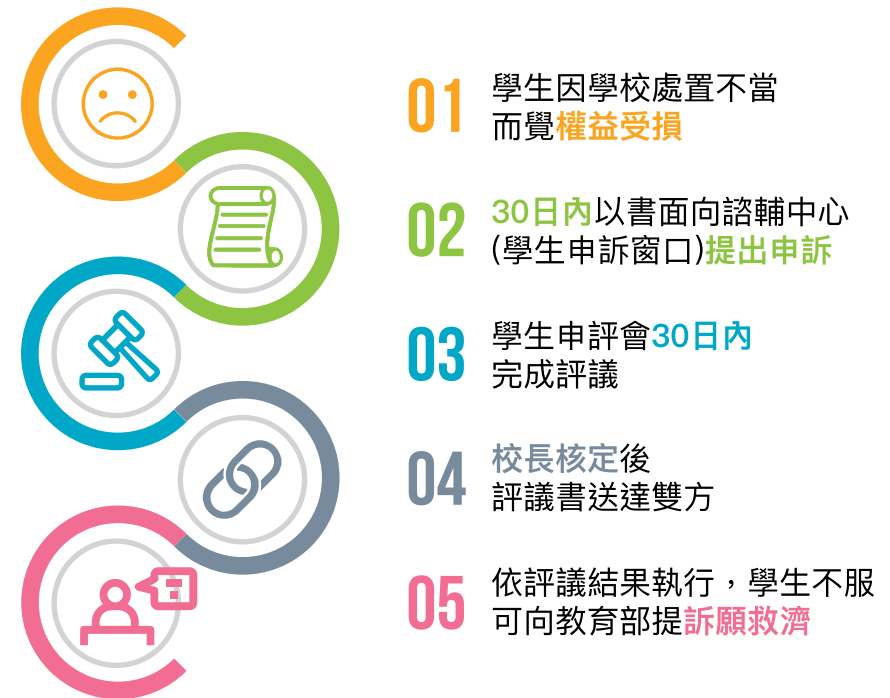 01
學生因學校處置不當
而覺權益受損
02
30日內以書面向諮輔中心
(學生申訴窗口)提出申訴
03
學生申評會30日內
完成評議
04
校長核定後
評議書送達雙方
05
依評議結果執行，學生不服
可向教育部提訴願救濟